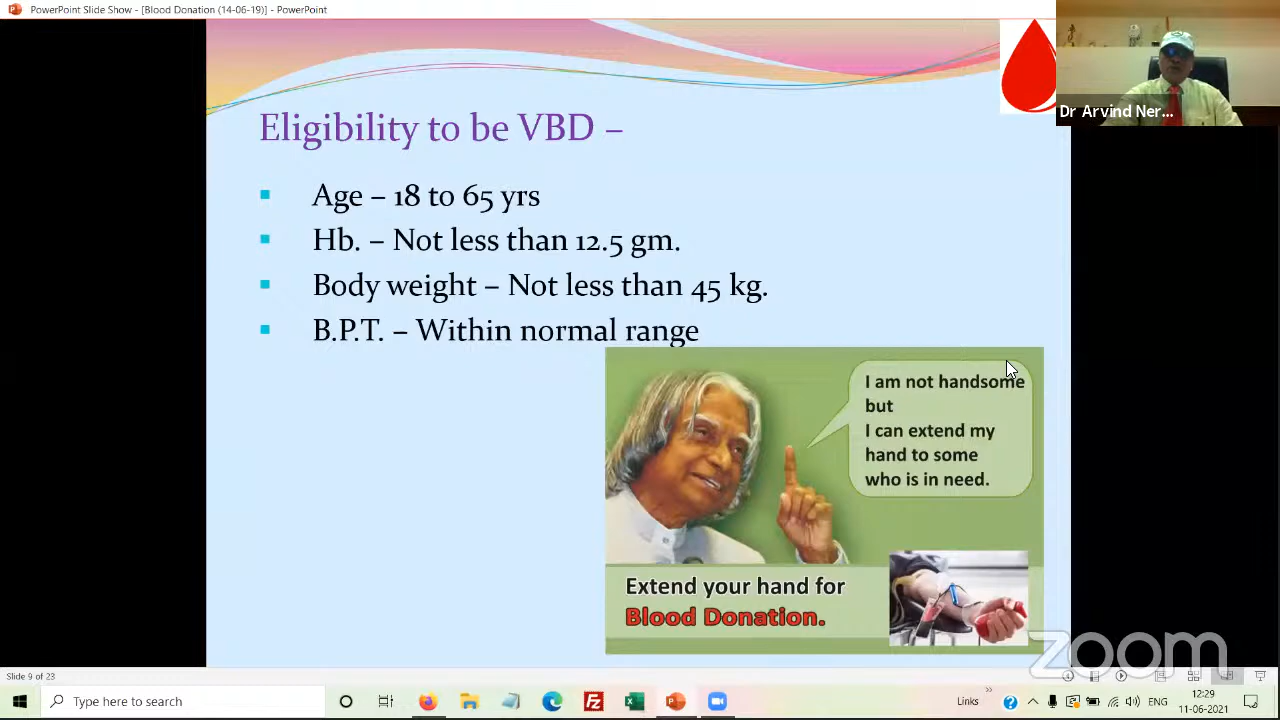 PowerPoint Slide Show - [Blood Donation (14-06-19)] - PowerPoint
Dr Arvind Ner...
Eligibility to be VBD –
Age – 18 to 65 yrs
Hb. – Not less than 12.5 gm.
Body weight – Not less than 45 kg.
B.P.T. – Within normal range
I am not handsome
but
I can extend my
hand to some
who is in need.
Extend your hand for
Blood Donation.
zoom
Slide 9 of 23
Type here to search
Links
ENG
12:29
11-06-2021